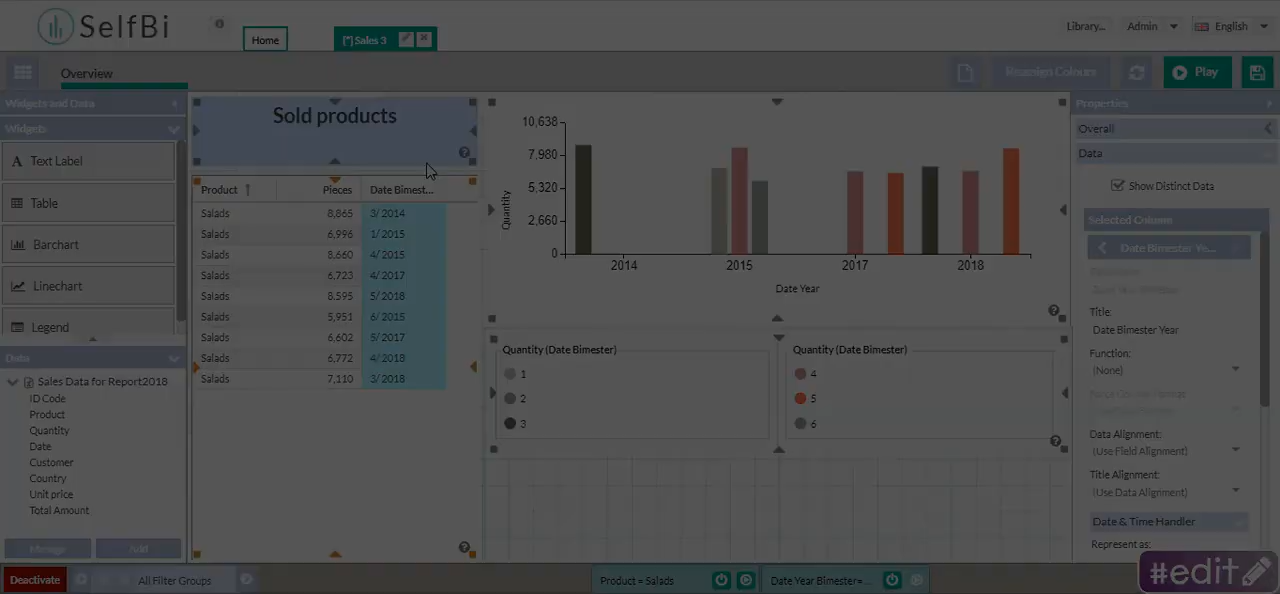 SelfBi
Home
[*] Sales 3
Library...
Admin
English
Overview
Reassign Colours
Play
Widgets and Data
Widgets
Text Label
Table
Barchart
Linechart
Legend
Data
Sales Data for Report2018
ID Code
Product
Quantity
Date
Customer
Country
Unit price
Total Amount
Manage
Add
Sold products
Product Pieces Date Bimest...
Salads 8,865 3/ 2014
Salads 6,996 1/ 2015
Salads 8,660 4/ 2015
Salads 6,723 4/ 2017
Salads 8,595 5/ 2018
Salads 5,951 6/ 2015
Salads 6,602 5/ 2017
Salads 6,772 4/ 2018
Salads 7,110 3/ 2018
Quantity
10,638
7,980
5,320
2,660
0
2014 2015 2017 2018
Date Year
Quantity (Date Bimester)
1
2
3
Quantity (Date Bimester)
4
5
6
Properties
Overall
Data
Show Distinct Data
Selected Column
Date Bimester Ye...
Title:
Date Bimester Year
Function:
(None)
Data Alignment:
(Use Field Alignment)
Title Alignment:
(Use Data Alignment)
Date & Time Handler
Represent as:
Deactivate
All Filter Groups
Product = Salads
Date Year Bimester=...
#edit